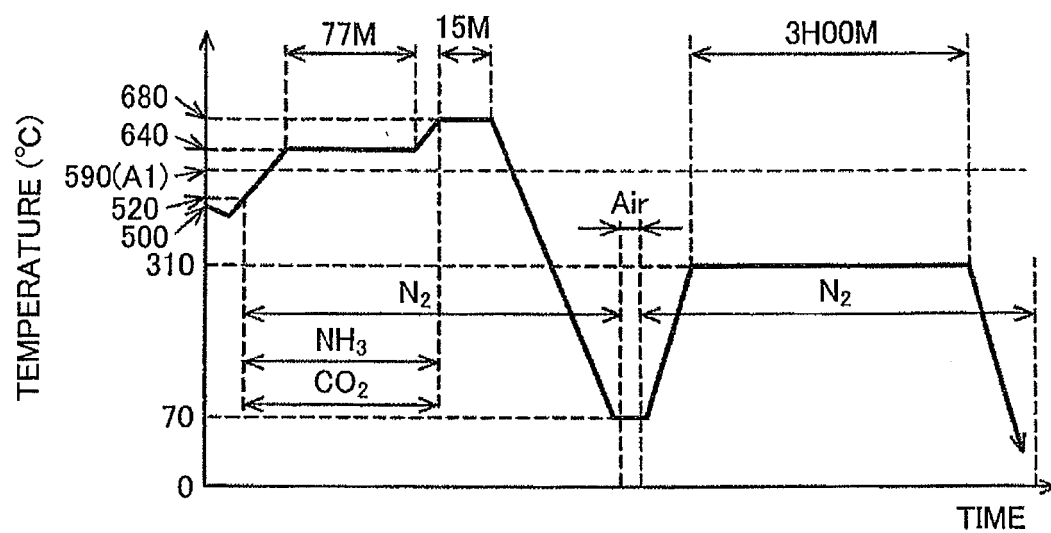 77M
15M
3H00M
680
640
590(A1)
520
500
310
70
0
TEMPERATURE (°C)
Air
N₂
N₂
NH₃
CO₂
TIME